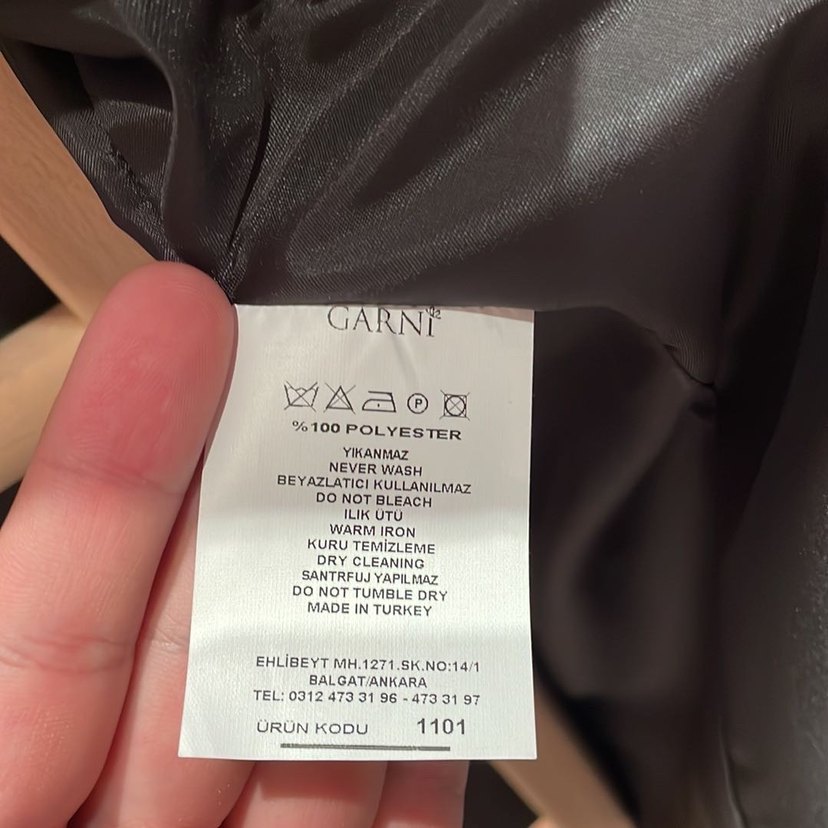 GARNİ
P
%100 POLYESTER
YIKANMAZ
NEVER WASH
BEYAZLATICI KULLANILMAZ
DO NOT BLEACH
ILIK ÜTÜ
WARM IRON
KURU TEMİZLEME
DRY CLEANING
SANTRFUJ YAPILMAZ
DO NOT TUMBLE DRY
MADE IN TURKEY
EHLİBEYT MH.1271.SK.NO:14/1
BALGAT/ANKARA
TEL: 0312 473 31 96 - 473 31 97
ÜRÜN KODU 1101